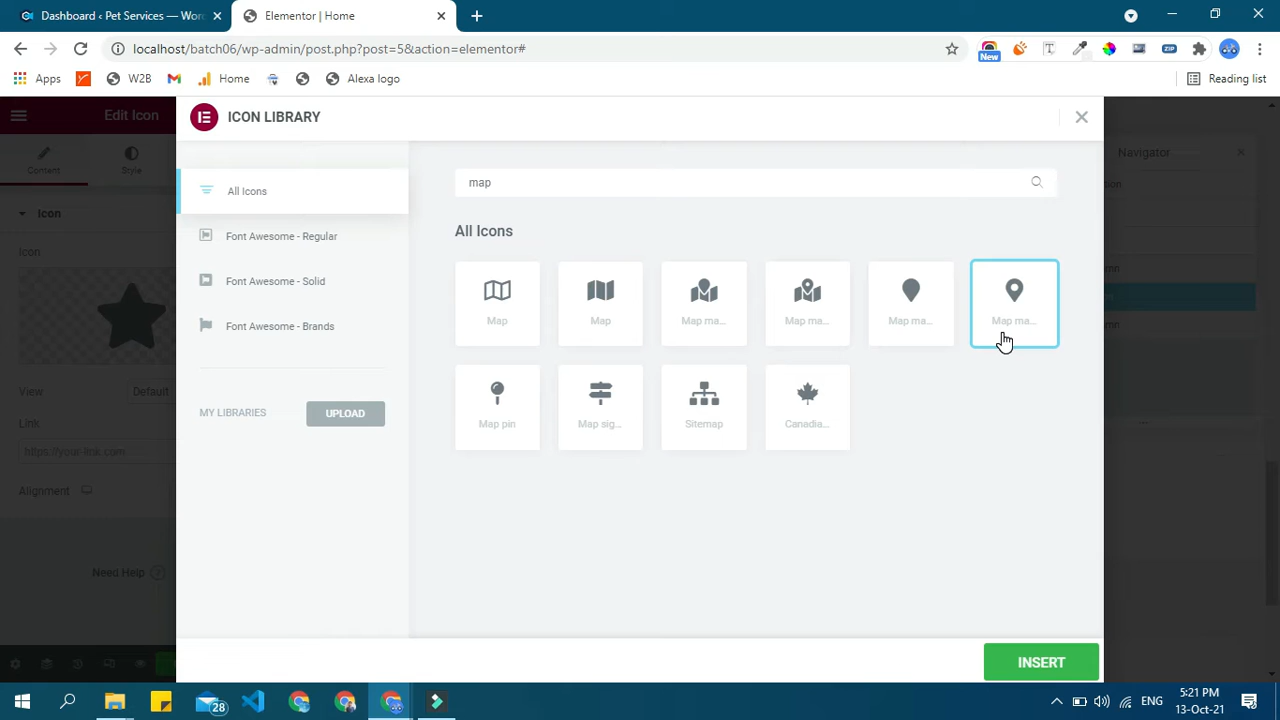 Dashboard ‹ Pet Services — Wor
Elementor | Home
localhost/batch06/wp-admin/post.php?post=5&action=elementor#
New
ZIP
Apps
W2B
Home
Alexa logo
Reading list
Edit Icon
ICON LIBRARY
Content
Style
Navigator
All Icons
map
Icon
All Icons
Font Awesome - Regular
Icon
Font Awesome - Solid
Map
Map
Map ma...
Map ma...
Map ma...
Map ma...
Font Awesome - Brands
View
Default
MY LIBRARIES
UPLOAD
Map pin
Map sig...
Sitemap
Canadia...
Link
https://your-link.com
Alignment
Need Help
INSERT
28
ENG
5:21 PM
13-Oct-21